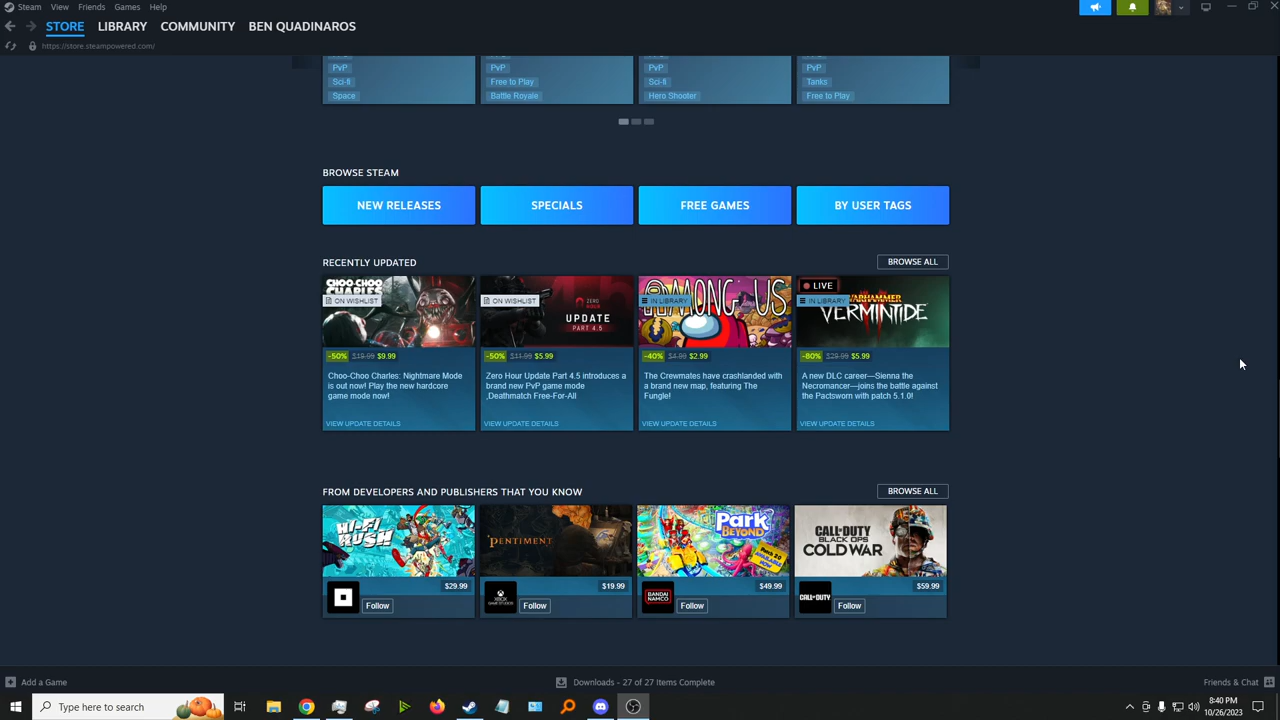 Steam View Friends Games Help
STORE LIBRARY COMMUNITY BEN QUADINAROS
https://store.steampowered.com/
PvP PvP PvP PvP
Sci-fi Free to Play Sci-fi Tanks
Space Battle Royale Hero Shooter Free to Play
BROWSE STEAM
NEW RELEASES SPECIALS FREE GAMES BY USER TAGS
RECENTLY UPDATED BROWSE ALL
CHOO-CHOO CHARLES
ON WISHLIST
-50% $19.99 $9.99
Choo-Choo Charles: Nightmare Mode
is out now! Play the new hardcore
game mode now!
VIEW UPDATE DETAILS
ON WISHLIST
ZERO HOUR
UPDATE
PART 4.5
-50% $11.99 $5.99
Zero Hour Update Part 4.5 introduces a
brand new PvP game mode
,Deathmatch Free-For-All
VIEW UPDATE DETAILS
AMONG US
IN LIBRARY
-40% $4.99 $2.99
The Crewmates have crashlanded with
a brand new map, featuring The
Fungle!
VIEW UPDATE DETAILS
LIVE
IN LIBRARY
WARHAMMER
VERMINTIDE
-80% $29.99 $5.99
A new DLC career—Sienna the
Necromancer—joins the battle against
the Pactsworn with patch 5.1.0!
VIEW UPDATE DETAILS
FROM DEVELOPERS AND PUBLISHERS THAT YOU KNOW BROWSE ALL
HI-FI
RUSH
$29.99
Follow
PENTIMENT
$19.99
XBOX
GAME STUDIOS
Follow
Park
BEYOND
AVAILABLE
NOW
$49.99
BANDAI
NAMCO
Follow
CALL OF DUTY
BLACK OPS
COLD WAR
$59.99
CALL OF DUTY
Follow
Add a Game Downloads - 27 of 27 Items Complete Friends & Chat
Type here to search
8:40 PM
10/26/2023